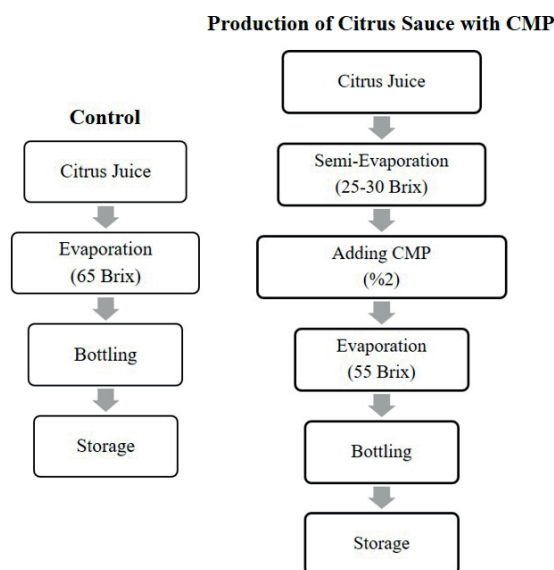 Production of Citrus Sauce with CMP
Control
Citrus Juice
Evaporation
(65 Brix)
Bottling
Storage
Citrus Juice
Semi-Evaporation
(25-30 Brix)
Adding CMP
(%2)
Evaporation
(55 Brix)
Bottling
Storage